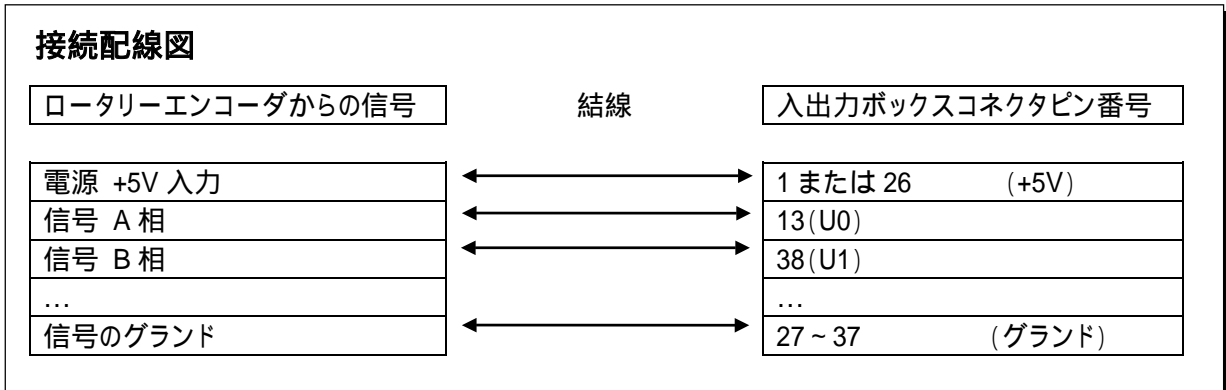 接続配線図
ロータリーエンコーダからの信号 結線 入出力ボックスコネクタピン番号
電源 +5V 入力 1 または 26 (+5V)
信号 A 相 13(U0)
信号 B 相 38(U1)
… …
信号のグランド 27 ~ 37 (グランド)